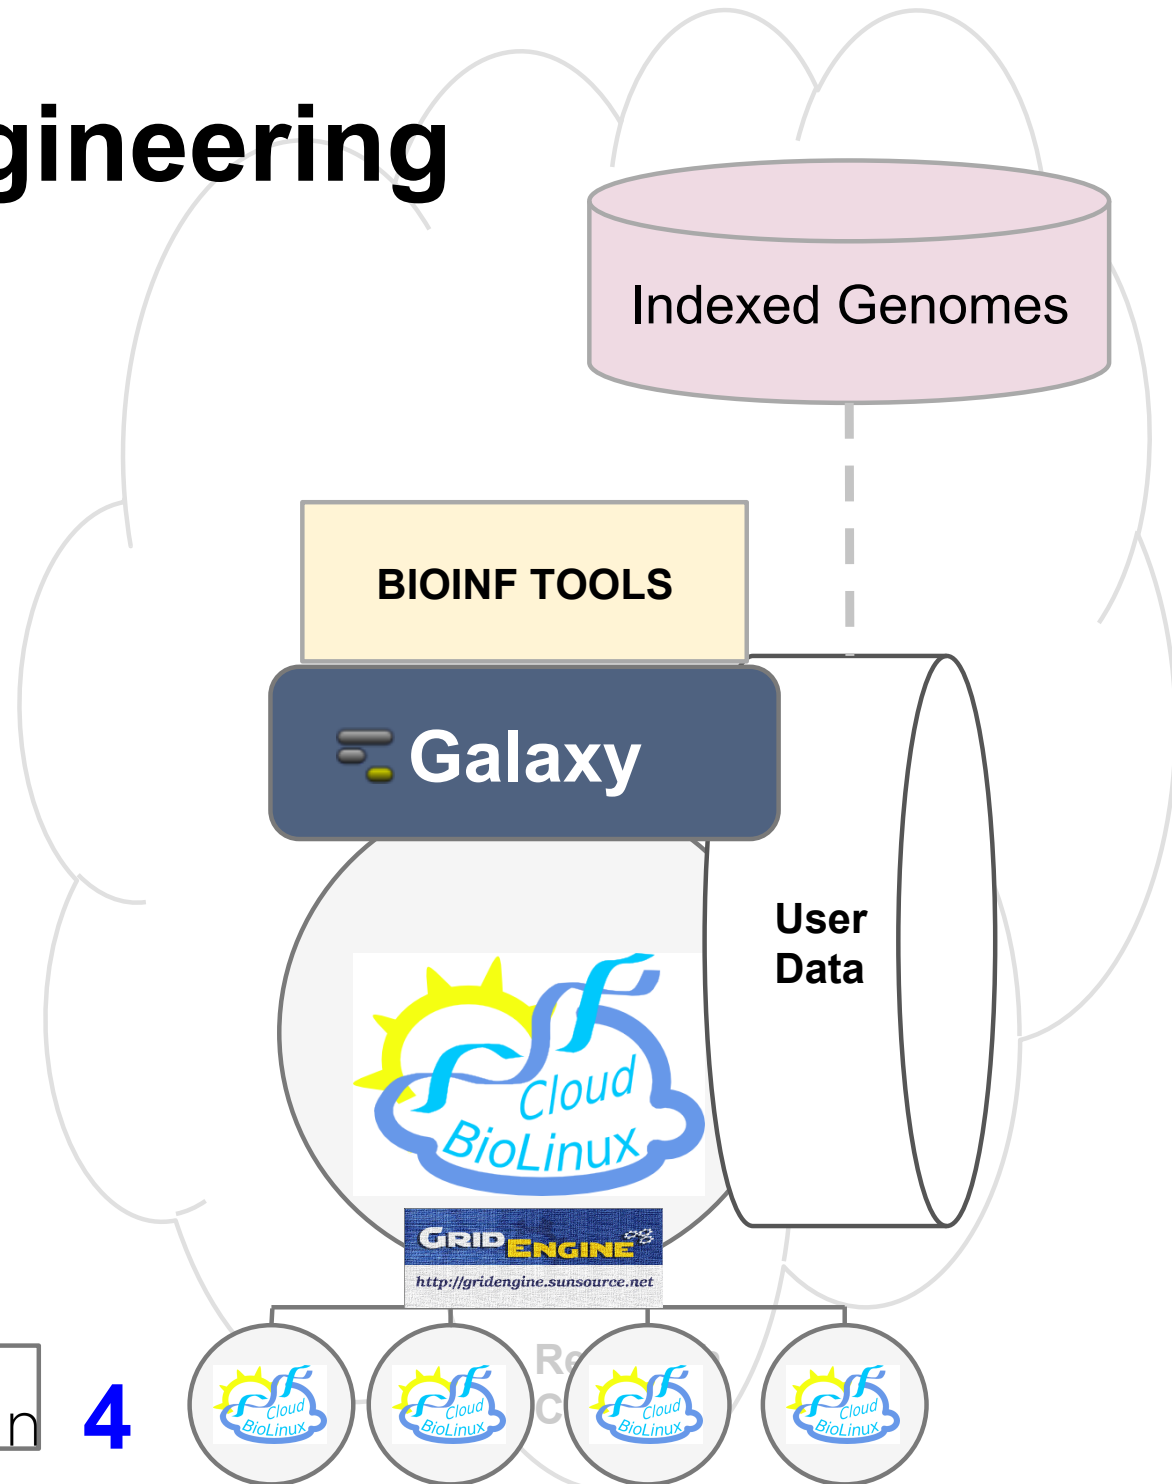 gineering
Indexed Genomes
BIOINF TOOLS
Galaxy
User
Data
Cloud
BioLinux
GRID ENGINE
http://gridengine.sunsource.net
n
4
Cloud
BioLinux
Cloud
BioLinux
Cloud
BioLinux
Cloud
BioLinux